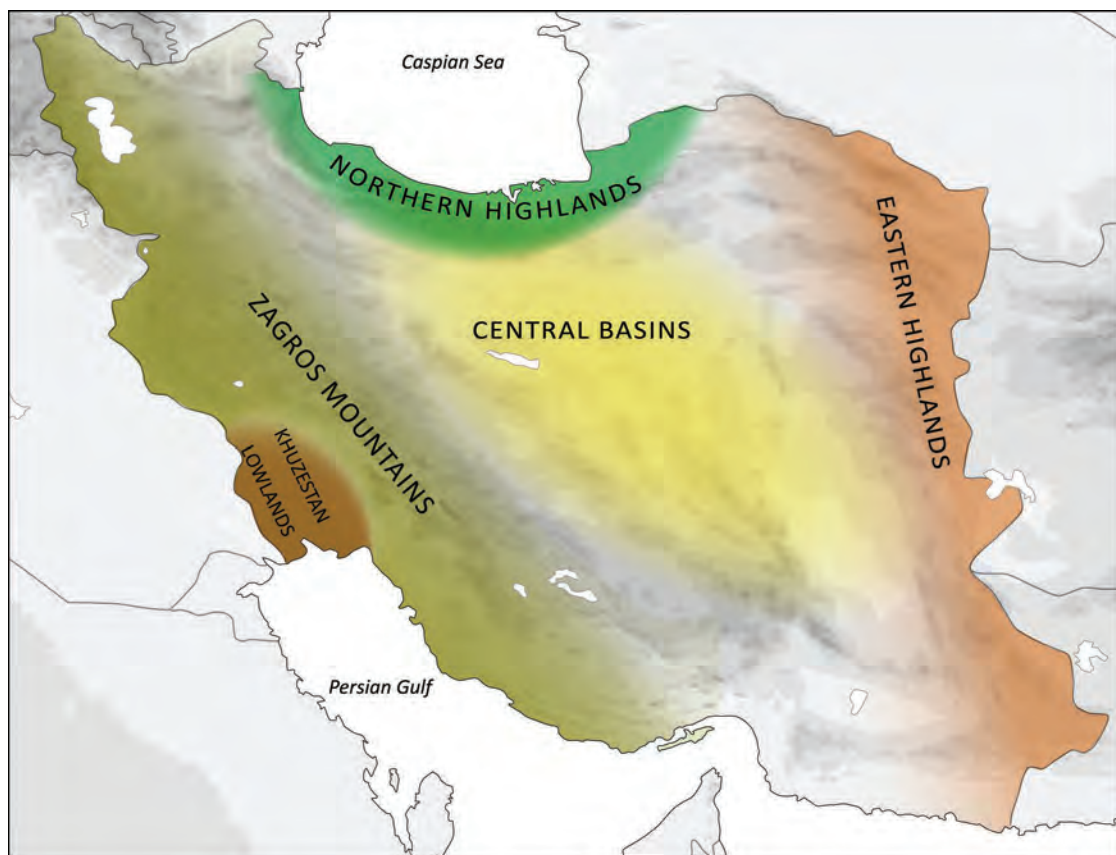 Caspian Sea
NORTHERN HIGHLANDS
EASTERN HIGHLANDS
CENTRAL BASINS
ZAGROS MOUNTAINS
KHUZESTAN
LOWLANDS
Persian Gulf